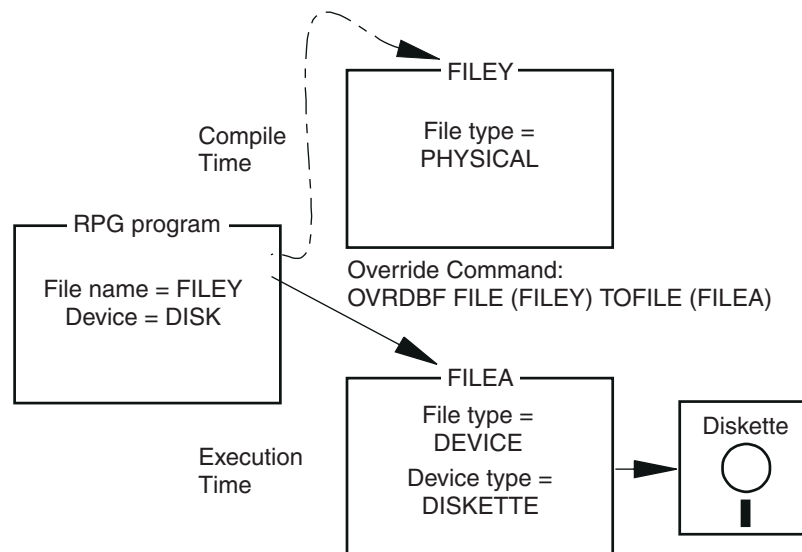 FILEY
File type =
PHYSICAL
Compile
Time
RPG program
File name = FILEY
Device = DISK
Override Command:
OVRDBF FILE (FILEY) TOFILE (FILEA)
FILEA
File type =
DEVICE
Device type =
DISKETTE
Execution
Time
Diskette